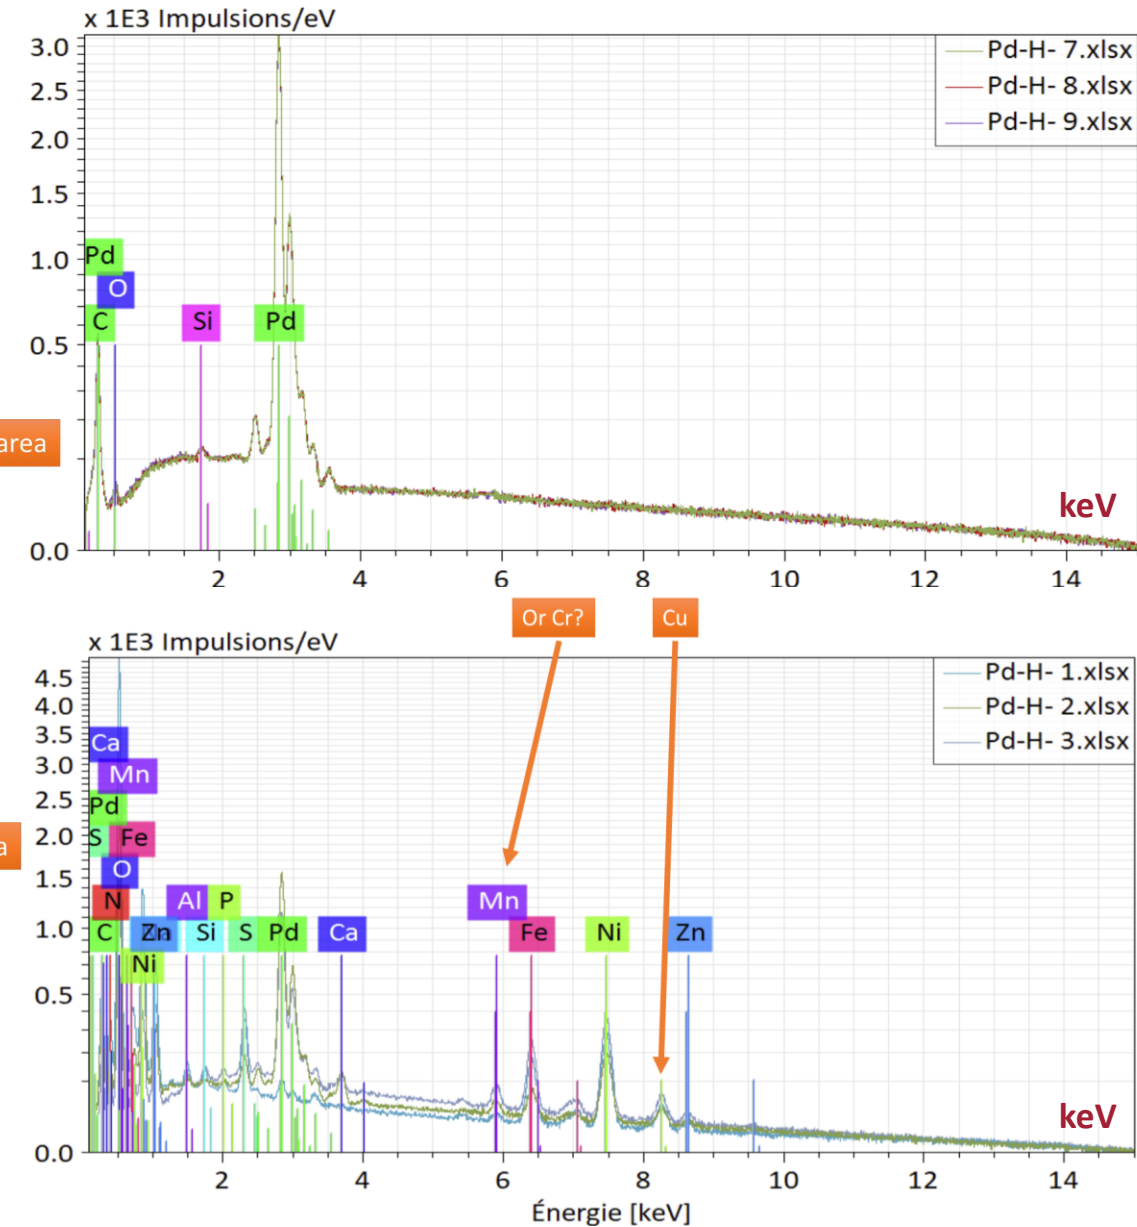 x 1E3 Impulsions/eV
3.0
2.5
2.0
1.5
1.0
0.5
0.0
Pd-H- 7.xlsx
Pd-H- 8.xlsx
Pd-H- 9.xlsx
Pd
O
C
Si
Pd
area
keV
2 4 6 8 10 12 14
Or Cr?
Cu
x 1E3 Impulsions/eV
4.5
4.0
3.5
3.0
2.5
2.0
1.5
1.0
0.5
0.0
Pd-H- 1.xlsx
Pd-H- 2.xlsx
Pd-H- 3.xlsx
Ca
Mn
Pd
S Fe
O
N Al P Mn
C Zn Si S Pd Ca Fe Ni Zn
Ni
a
keV
2 4 6 8 10 12 14
Énergie [keV]